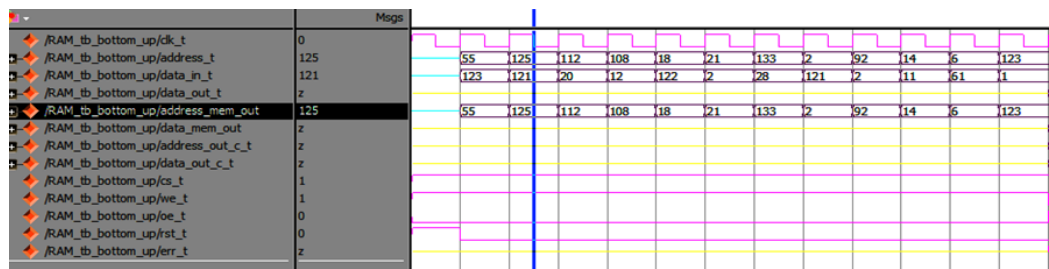 Msgs
/RAM_tb_bottom_up/clk_t 0
/RAM_tb_bottom_up/address_t 125 55 125 112 108 18 21 133 2 92 14 6 123
/RAM_tb_bottom_up/data_in_t 121 123 121 20 12 122 2 28 121 2 11 61 1
/RAM_tb_bottom_up/data_out_t z
/RAM_tb_bottom_up/address_mem_out 125 55 125 112 108 18 21 133 2 92 14 6 123
/RAM_tb_bottom_up/data_mem_out z
/RAM_tb_bottom_up/address_out_c_t z
/RAM_tb_bottom_up/data_out_c_t z
/RAM_tb_bottom_up/cs_t 1
/RAM_tb_bottom_up/we_t 1
/RAM_tb_bottom_up/oe_t 0
/RAM_tb_bottom_up/rst_t 0
/RAM_tb_bottom_up/err_t z